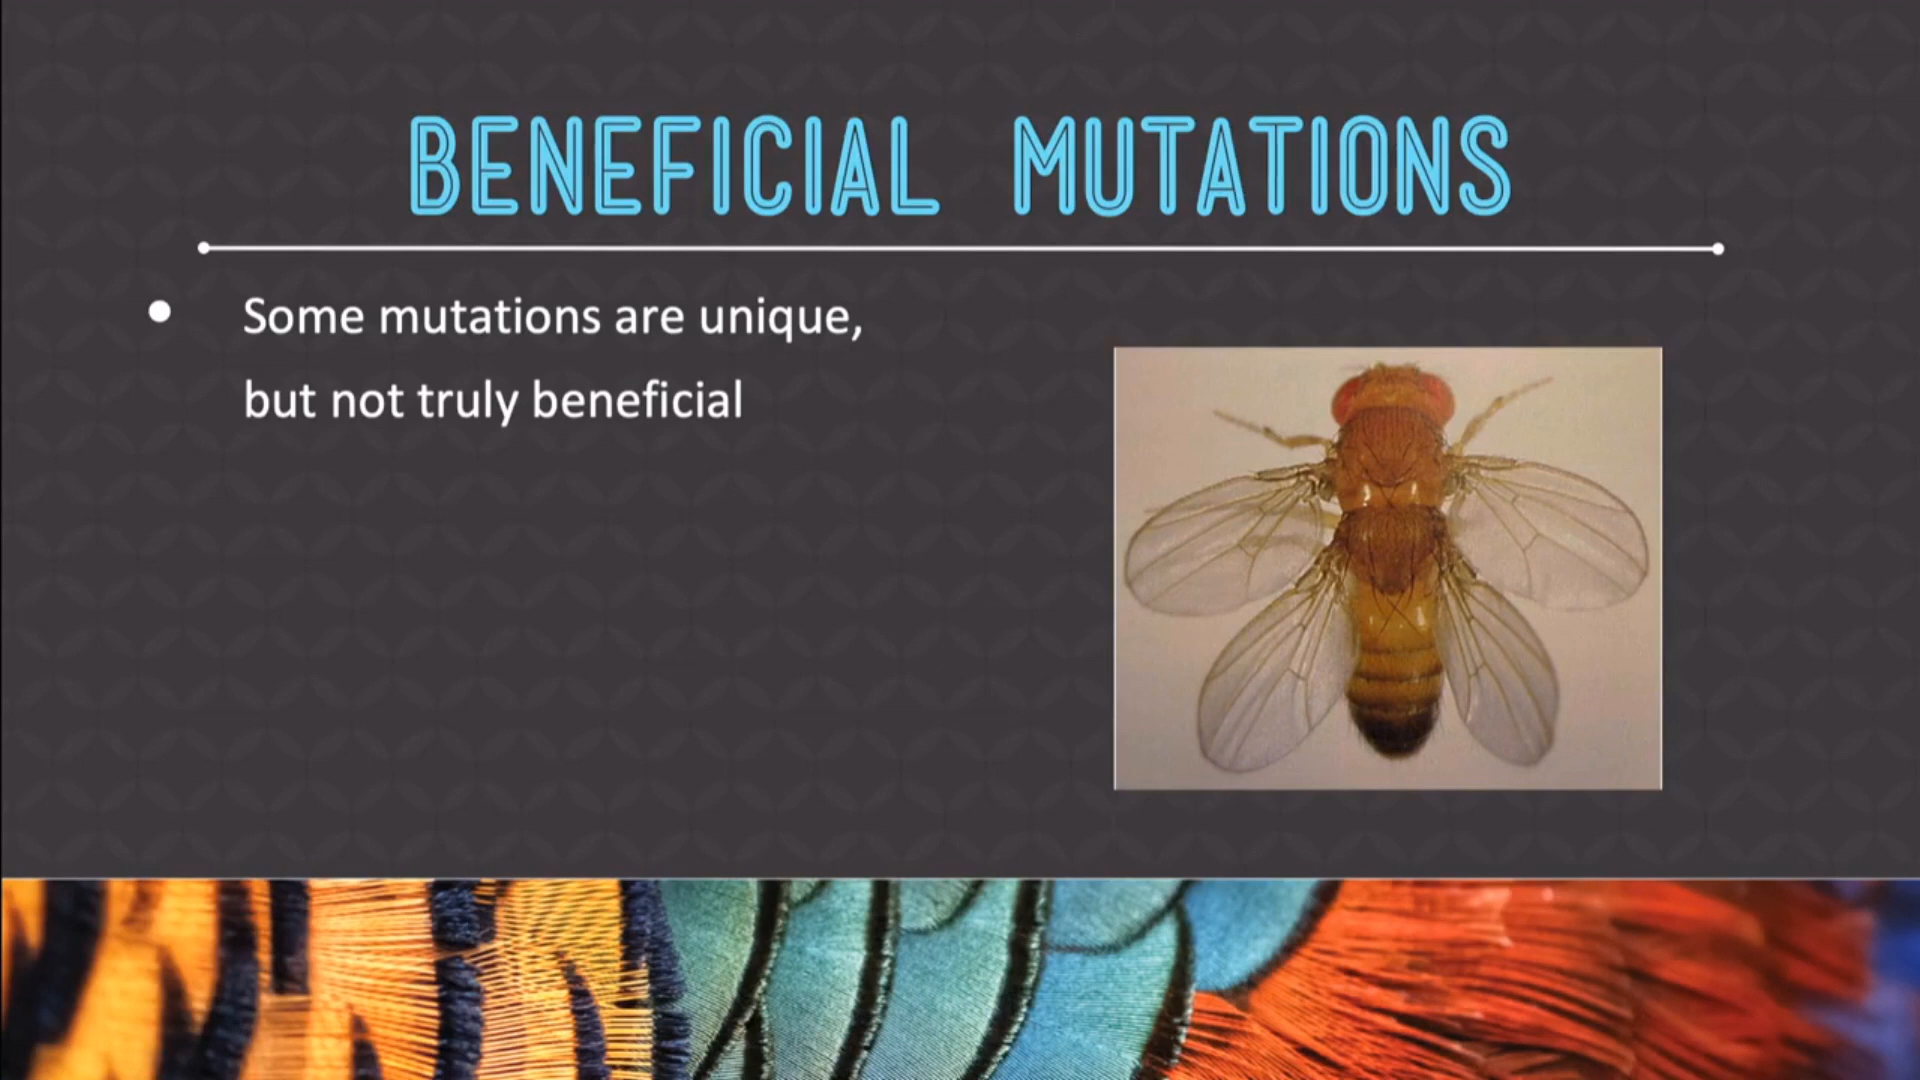 BENEFICIAL MUTATIONS
Some mutations are unique,
but not truly beneficial